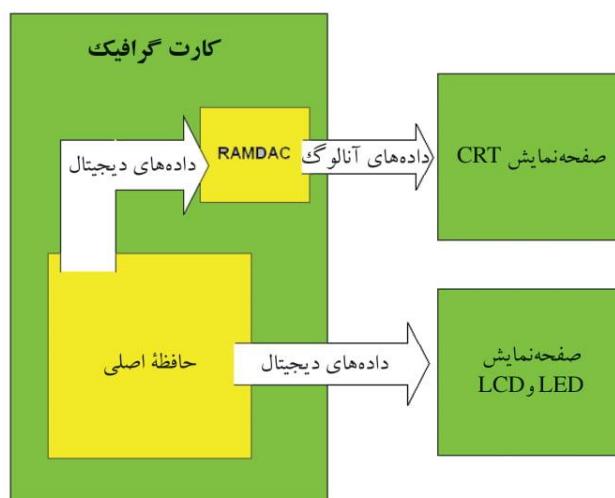 کارت گرافیک
داده‌های دیجیتال
RAMDAC
داده‌های آنالوگ
صفحه‌نمایش CRT
حافظهٔ اصلی
داده‌های دیجیتال
صفحه‌نمایش
LCD و LED